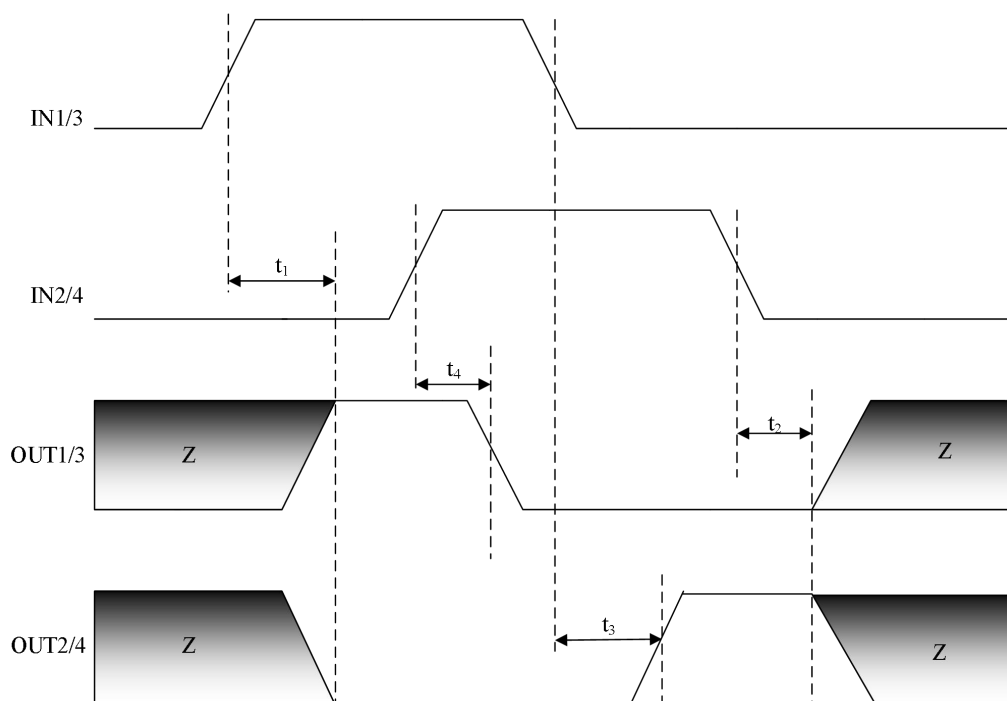 IN1/3
t₁
IN2/4
t₄
t₂
OUT1/3
Z
Z
t₃
OUT2/4
Z
Z